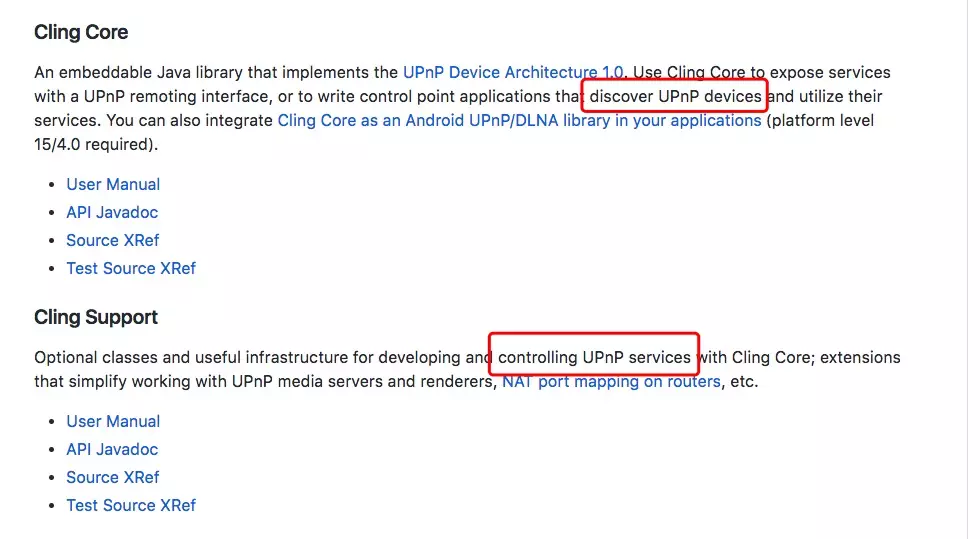 Cling Core
An embeddable Java library that implements the UPnP Device Architecture 1.0. Use Cling Core to expose services
with a UPnP remoting interface, or to write control point applications that discover UPnP devices and utilize their
services. You can also integrate Cling Core as an Android UPnP/DLNA library in your applications (platform level
15/4.0 required).
• User Manual
• API Javadoc
• Source XRef
• Test Source XRef
Cling Support
Optional classes and useful infrastructure for developing and controlling UPnP services with Cling Core; extensions
that simplify working with UPnP media servers and renderers, NAT port mapping on routers, etc.
• User Manual
• API Javadoc
• Source XRef
• Test Source XRef